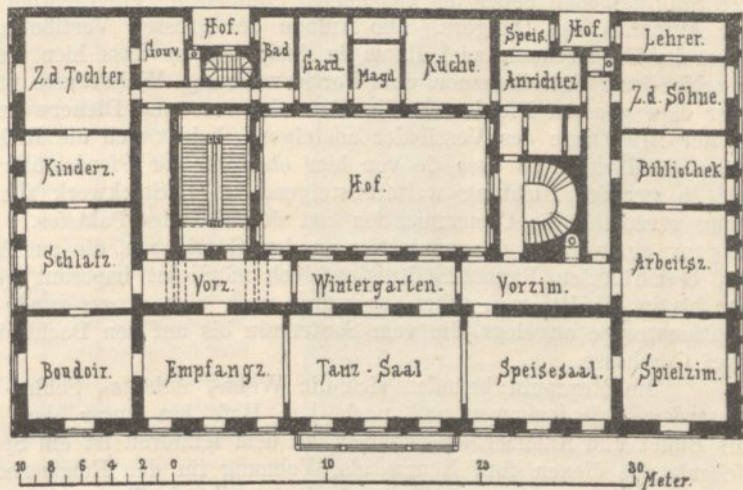 Hof.
Hof.
Gouv.
Bad
Gard.
Magd
Küche.
Speis.
Lehrer.
Z.d. Tochter.
Anrichtez
Z.d. Söhne.
Kinderz.
Hof.
Bibliothek
Schlafz.
Arbeitsz.
Vorz.
Wintergarten.
Vorzim.
Boudoir.
Empfangz.
Tanz-Saal
Speisesaal.
Spielzim.
10 8 6 4 2 0 10 20 30 Meter.